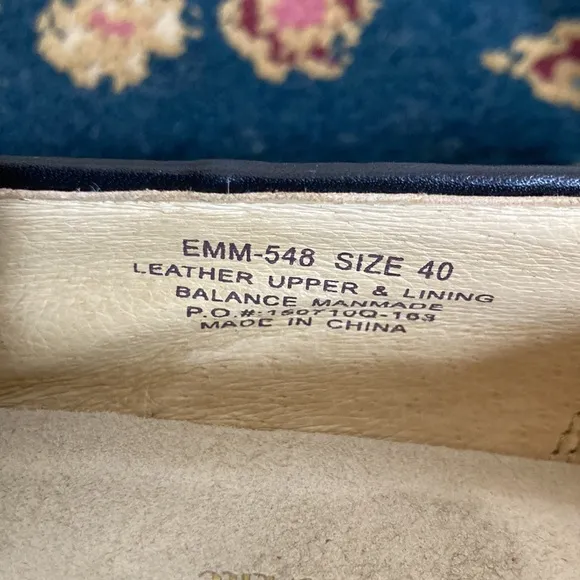 EMM-548 SIZE 40
LEATHER UPPER & LINING
BALANCE MANMADE
P.O.#:150710Q-163
MADE IN CHINA